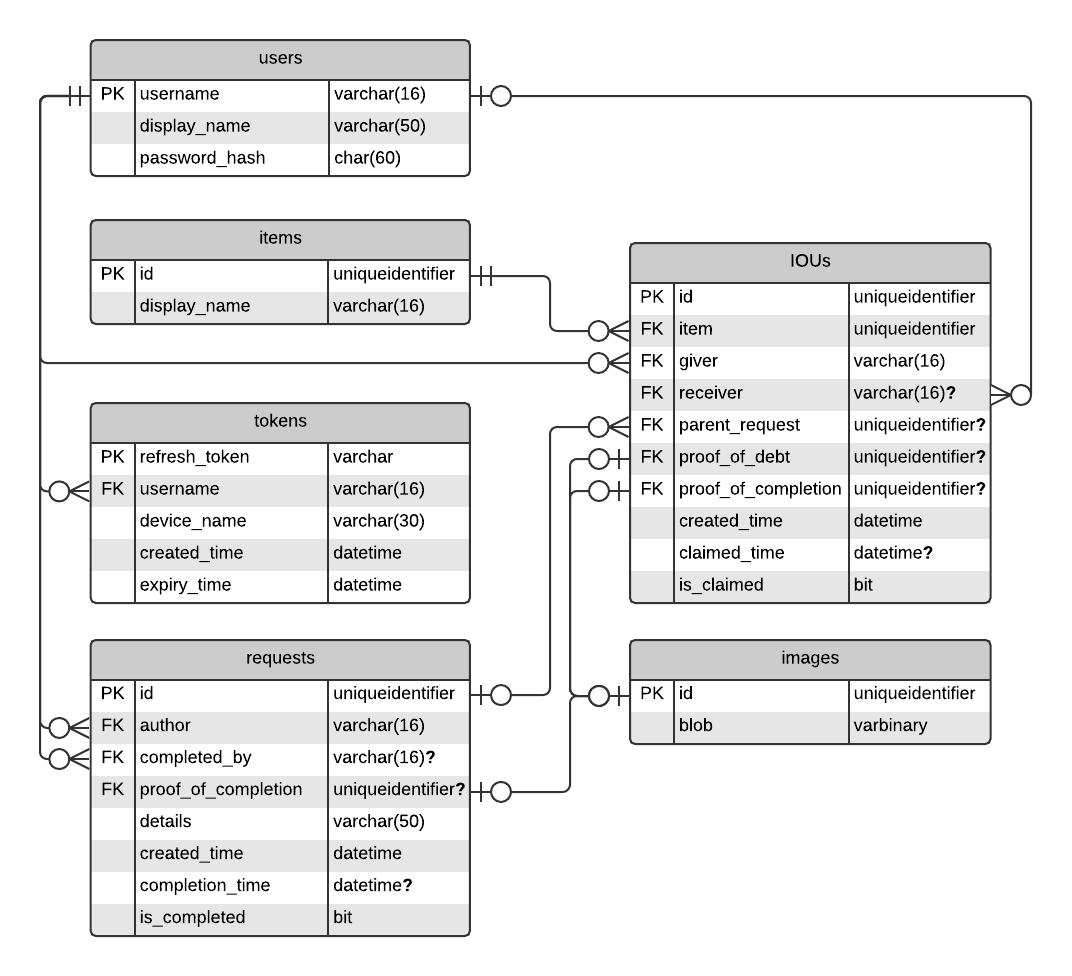 users
PK username varchar(16)
display_name varchar(50)
password_hash char(60)
items
PK id uniqueidentifier
display_name varchar(16)
IOUs
PK id uniqueidentifier
FK item uniqueidentifier
FK giver varchar(16)
FK receiver varchar(16)?
FK parent_request uniqueidentifier?
FK proof_of_debt uniqueidentifier?
FK proof_of_completion uniqueidentifier?
created_time datetime
claimed_time datetime?
is_claimed bit
tokens
PK refresh_token varchar
FK username varchar(16)
device_name varchar(30)
created_time datetime
expiry_time datetime
requests
PK id uniqueidentifier
FK author varchar(16)
FK completed_by varchar(16)?
FK proof_of_completion uniqueidentifier?
details varchar(50)
created_time datetime
completion_time datetime?
is_completed bit
images
PK id uniqueidentifier
blob varbinary